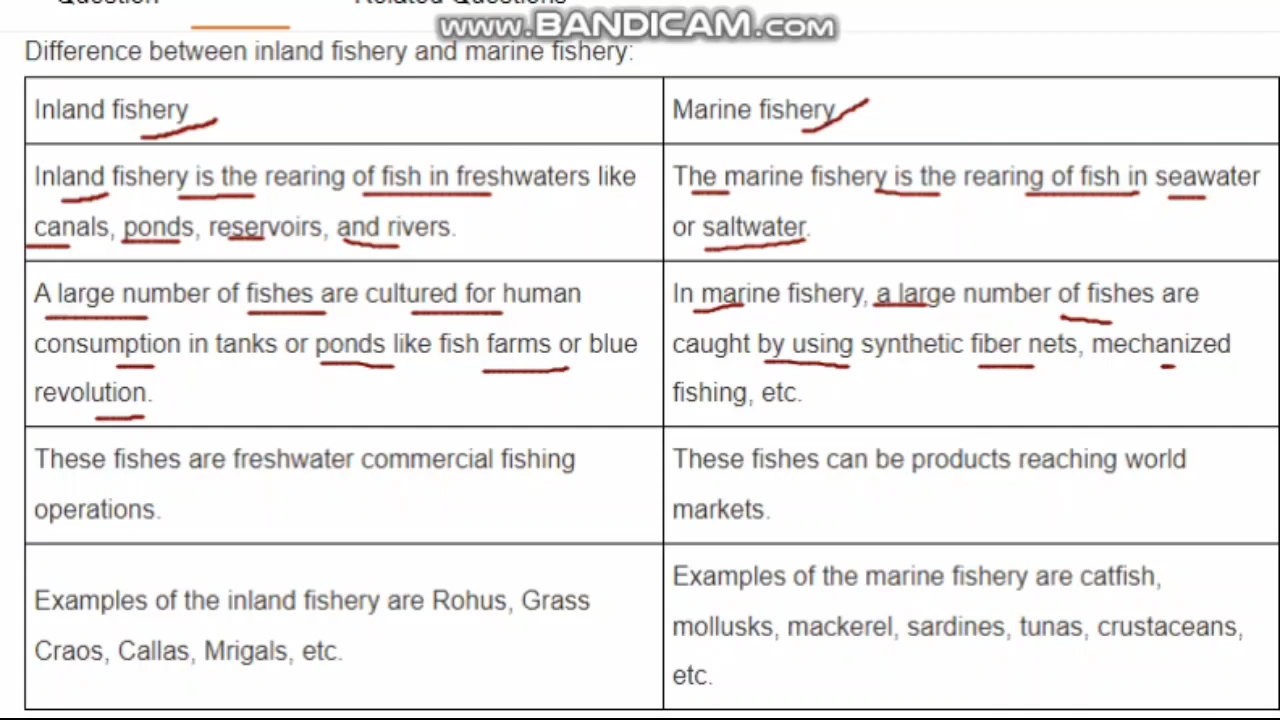 Question Related Questions
www.BANDICAM.com
Difference between inland fishery and marine fishery:
Inland fishery
Marine fishery
Inland fishery is the rearing of fish in freshwaters like
canals, ponds, reservoirs, and rivers.
The marine fishery is the rearing of fish in seawater
or saltwater.
A large number of fishes are cultured for human
consumption in tanks or ponds like fish farms or blue
revolution.
In marine fishery, a large number of fishes are
caught by using synthetic fiber nets, mechanized
fishing, etc.
These fishes are freshwater commercial fishing
operations.
These fishes can be products reaching world
markets.
Examples of the inland fishery are Rohus, Grass
Craos, Callas, Mrigals, etc.
Examples of the marine fishery are catfish,
mollusks, mackerel, sardines, tunas, crustaceans,
etc.